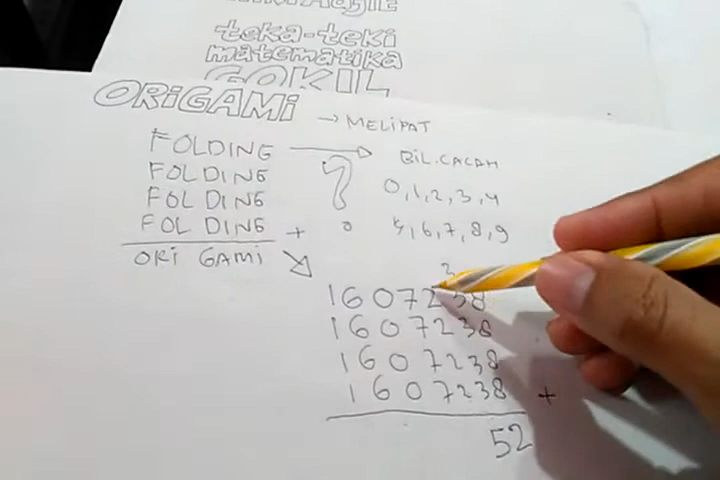 teka-teki
matematika
GOKIL
ORiGAMi → MELiPAT
FOLDING → BiL. CACAH
FOLDING ? 0,1,2,3,4
FOLDING 5,6,7,8,9
FOLDING +
ORi GAMi
3
1607238
1607238
1607238
1607238 +
52